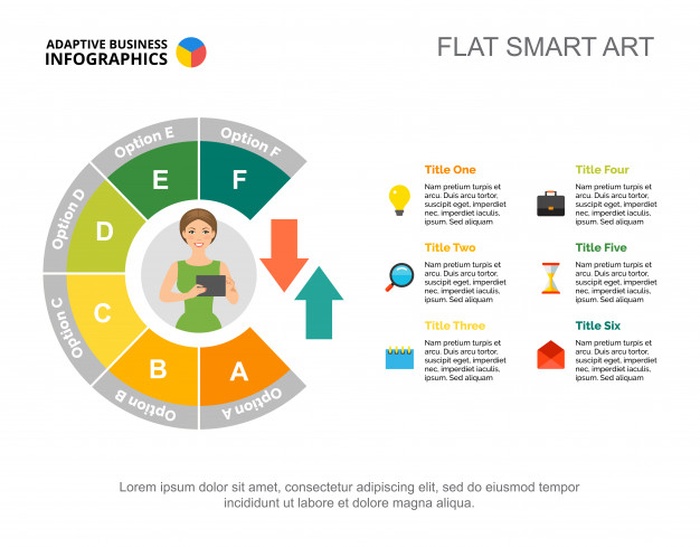 ADAPTIVE BUSINESS
INFOGRAPHICS
FLAT SMART ART
Option E
Option F
E
F
Option D
D
Option C
C
B
A
Option B
Option A
Title One
Nam pretium turpis et
arcu. Duis arcu tortor,
suscipit eget, imperdiet
nec, imperdiet iaculis,
ipsum. Sed aliquam
Title Two
Nam pretium turpis et
arcu. Duis arcu tortor,
suscipit eget, imperdiet
nec, imperdiet iaculis,
ipsum. Sed aliquam
Title Three
Nam pretium turpis et
arcu. Duis arcu tortor,
suscipit eget, imperdiet
nec, imperdiet iaculis,
ipsum. Sed aliquam
Title Four
Nam pretium turpis et
arcu. Duis arcu tortor,
suscipit eget, imperdiet
nec, imperdiet iaculis,
ipsum. Sed aliquam
Title Five
Nam pretium turpis et
arcu. Duis arcu tortor,
suscipit eget, imperdiet
nec, imperdiet iaculis,
ipsum. Sed aliquam
Title Six
Nam pretium turpis et
arcu. Duis arcu tortor,
suscipit eget, imperdiet
nec, imperdiet iaculis,
ipsum. Sed aliquam
Lorem ipsum dolor sit amet, consectetur adipiscing elit, sed do eiusmod tempor
incididunt ut labore et dolore magna aliqua.